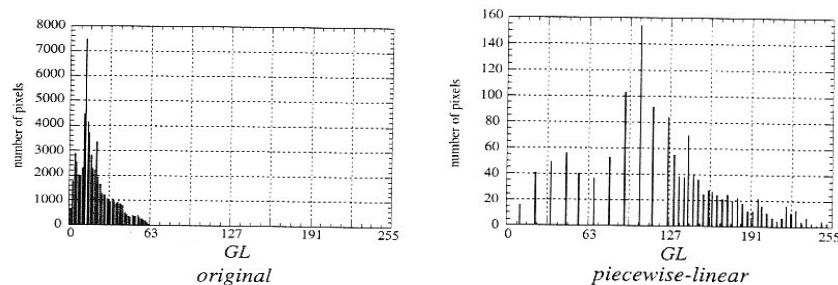 number of pixels
8000
7000
6000
5000
4000
3000
2000
1000
0
0 63 127 191 255
GL
original
number of pixels
160
140
120
100
80
60
40
20
0
0 63 127 191 255
GL
piecewise-linear